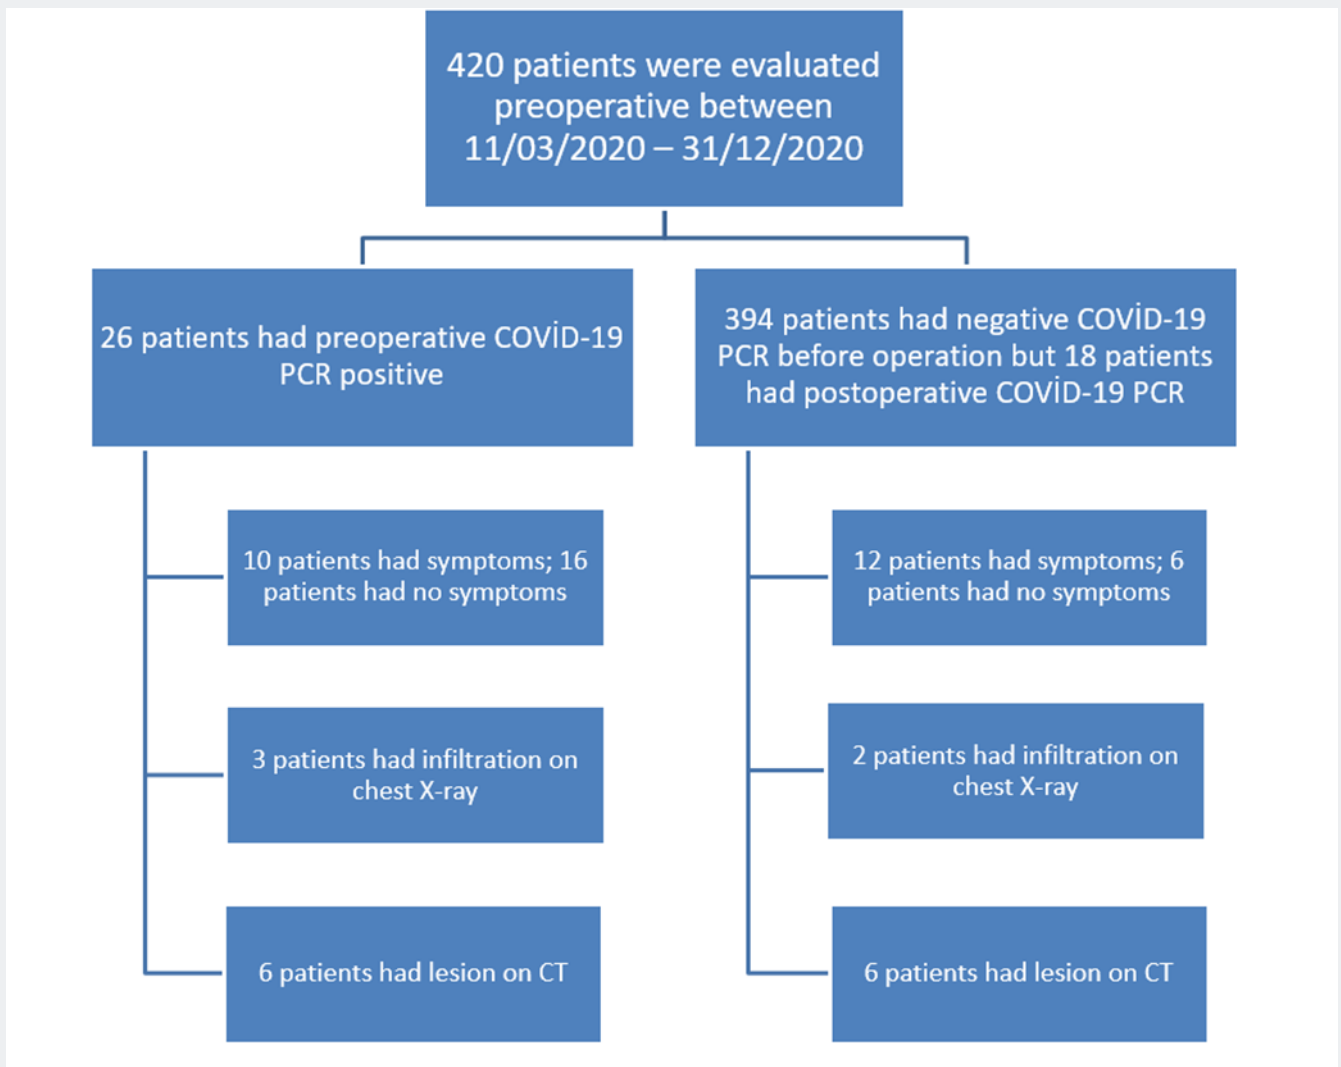 420 patients were evaluated
preoperative between
11/03/2020 – 31/12/2020
26 patients had preoperative COVİD-19
PCR positive
394 patients had negative COVİD-19
PCR before operation but 18 patients
had postoperative COVİD-19 PCR
10 patients had symptoms; 16
patients had no symptoms
12 patients had symptoms; 6
patients had no symptoms
3 patients had infiltration on
chest X-ray
2 patients had infiltration on
chest X-ray
6 patients had lesion on CT
6 patients had lesion on CT